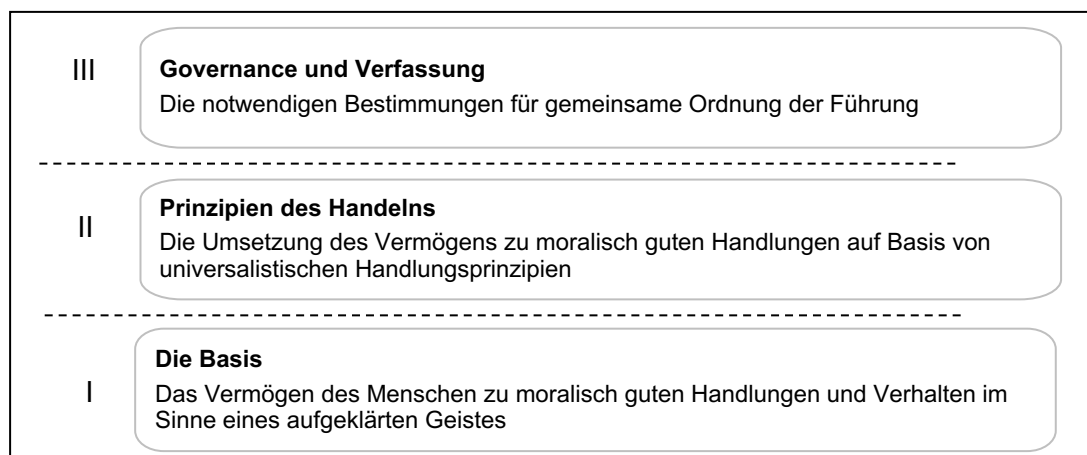 III
Governance und Verfassung
Die notwendigen Bestimmungen für gemeinsame Ordnung der Führung
II
Prinzipien des Handelns
Die Umsetzung des Vermögens zu moralisch guten Handlungen auf Basis von
universalistischen Handlungsprinzipien
I
Die Basis
Das Vermögen des Menschen zu moralisch guten Handlungen und Verhalten im
Sinne eines aufgeklärten Geistes